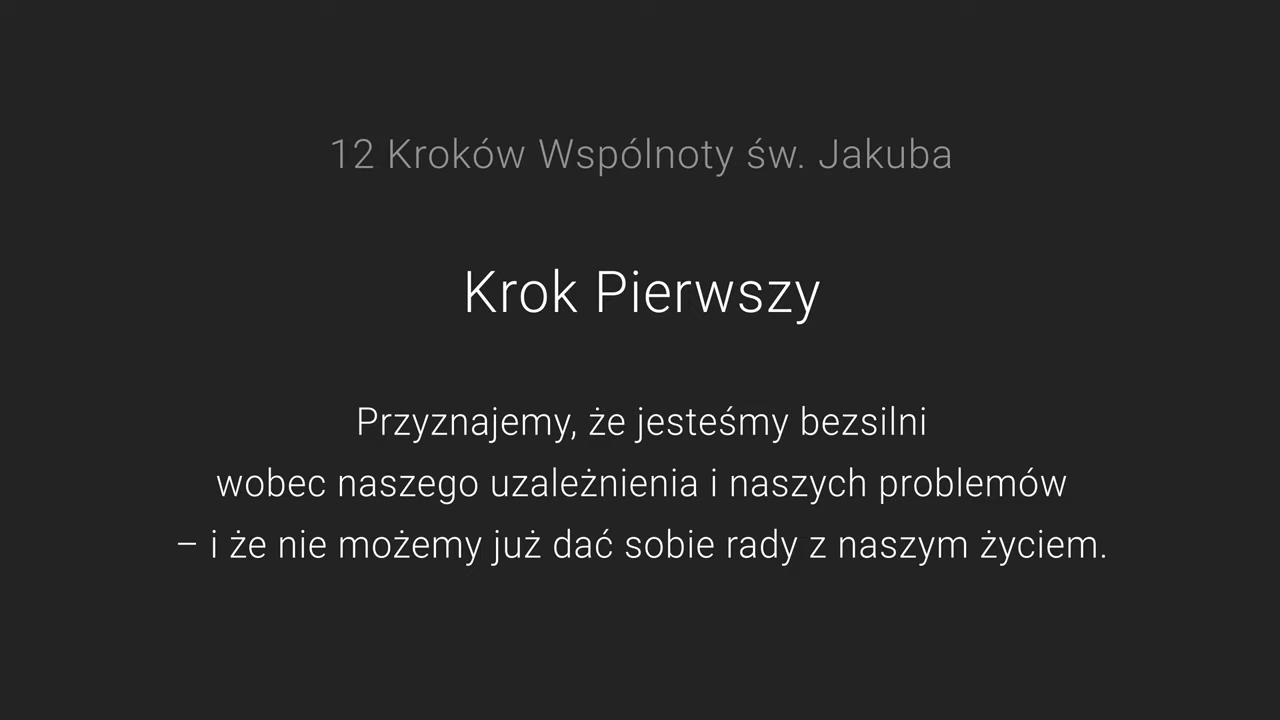 12 Kroków Wspólnoty św. Jakuba
Krok Pierwszy
Przyznajemy, że jesteśmy bezsilni
wobec naszego uzależnienia i naszych problemów
– i że nie możemy już dać sobie rady z naszym życiem.